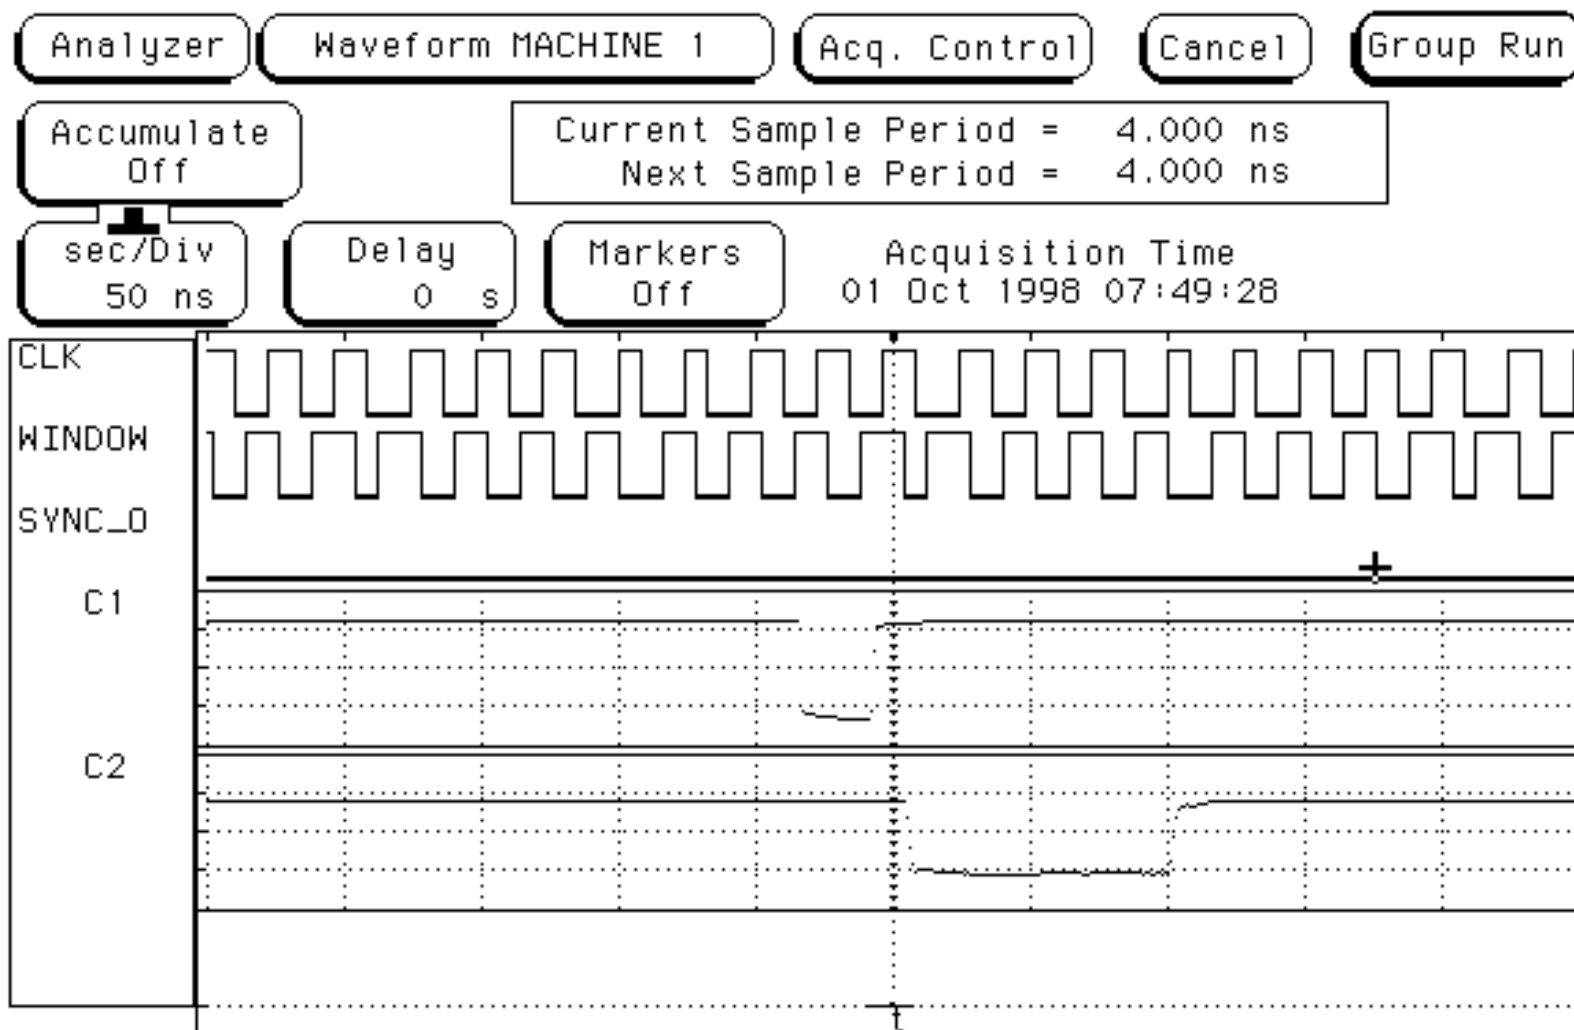 Analyzer
Waveform MACHINE 1
Acq. Control
Cancel
Group Run
Accumulate
Off
Current Sample Period = 4.000 ns
Next Sample Period = 4.000 ns
sec/Div
50 ns
Delay
0 s
Markers
Off
Acquisition Time
01 Oct 1998 07:49:28
CLK
WINDOW
SYNC_O
C1
C2
t